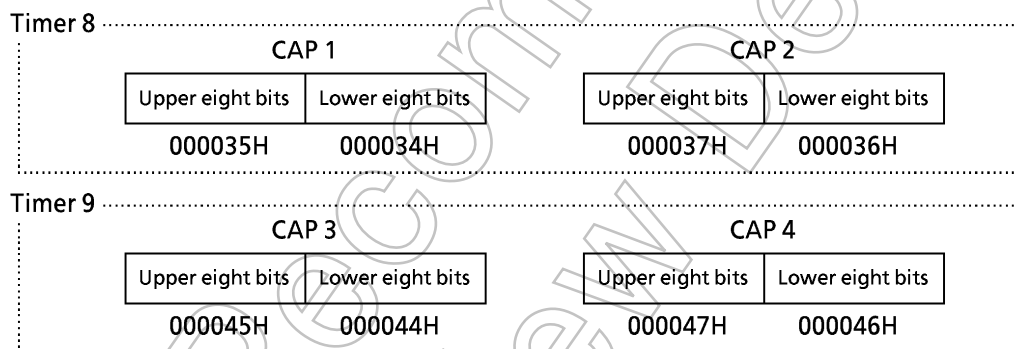 Timer 8
CAP 1 CAP 2
Upper eight bits Lower eight bits Upper eight bits Lower eight bits
000035H 000034H 000037H 000036H
Timer 9
CAP 3 CAP 4
Upper eight bits Lower eight bits Upper eight bits Lower eight bits
000045H 000044H 000047H 000046H